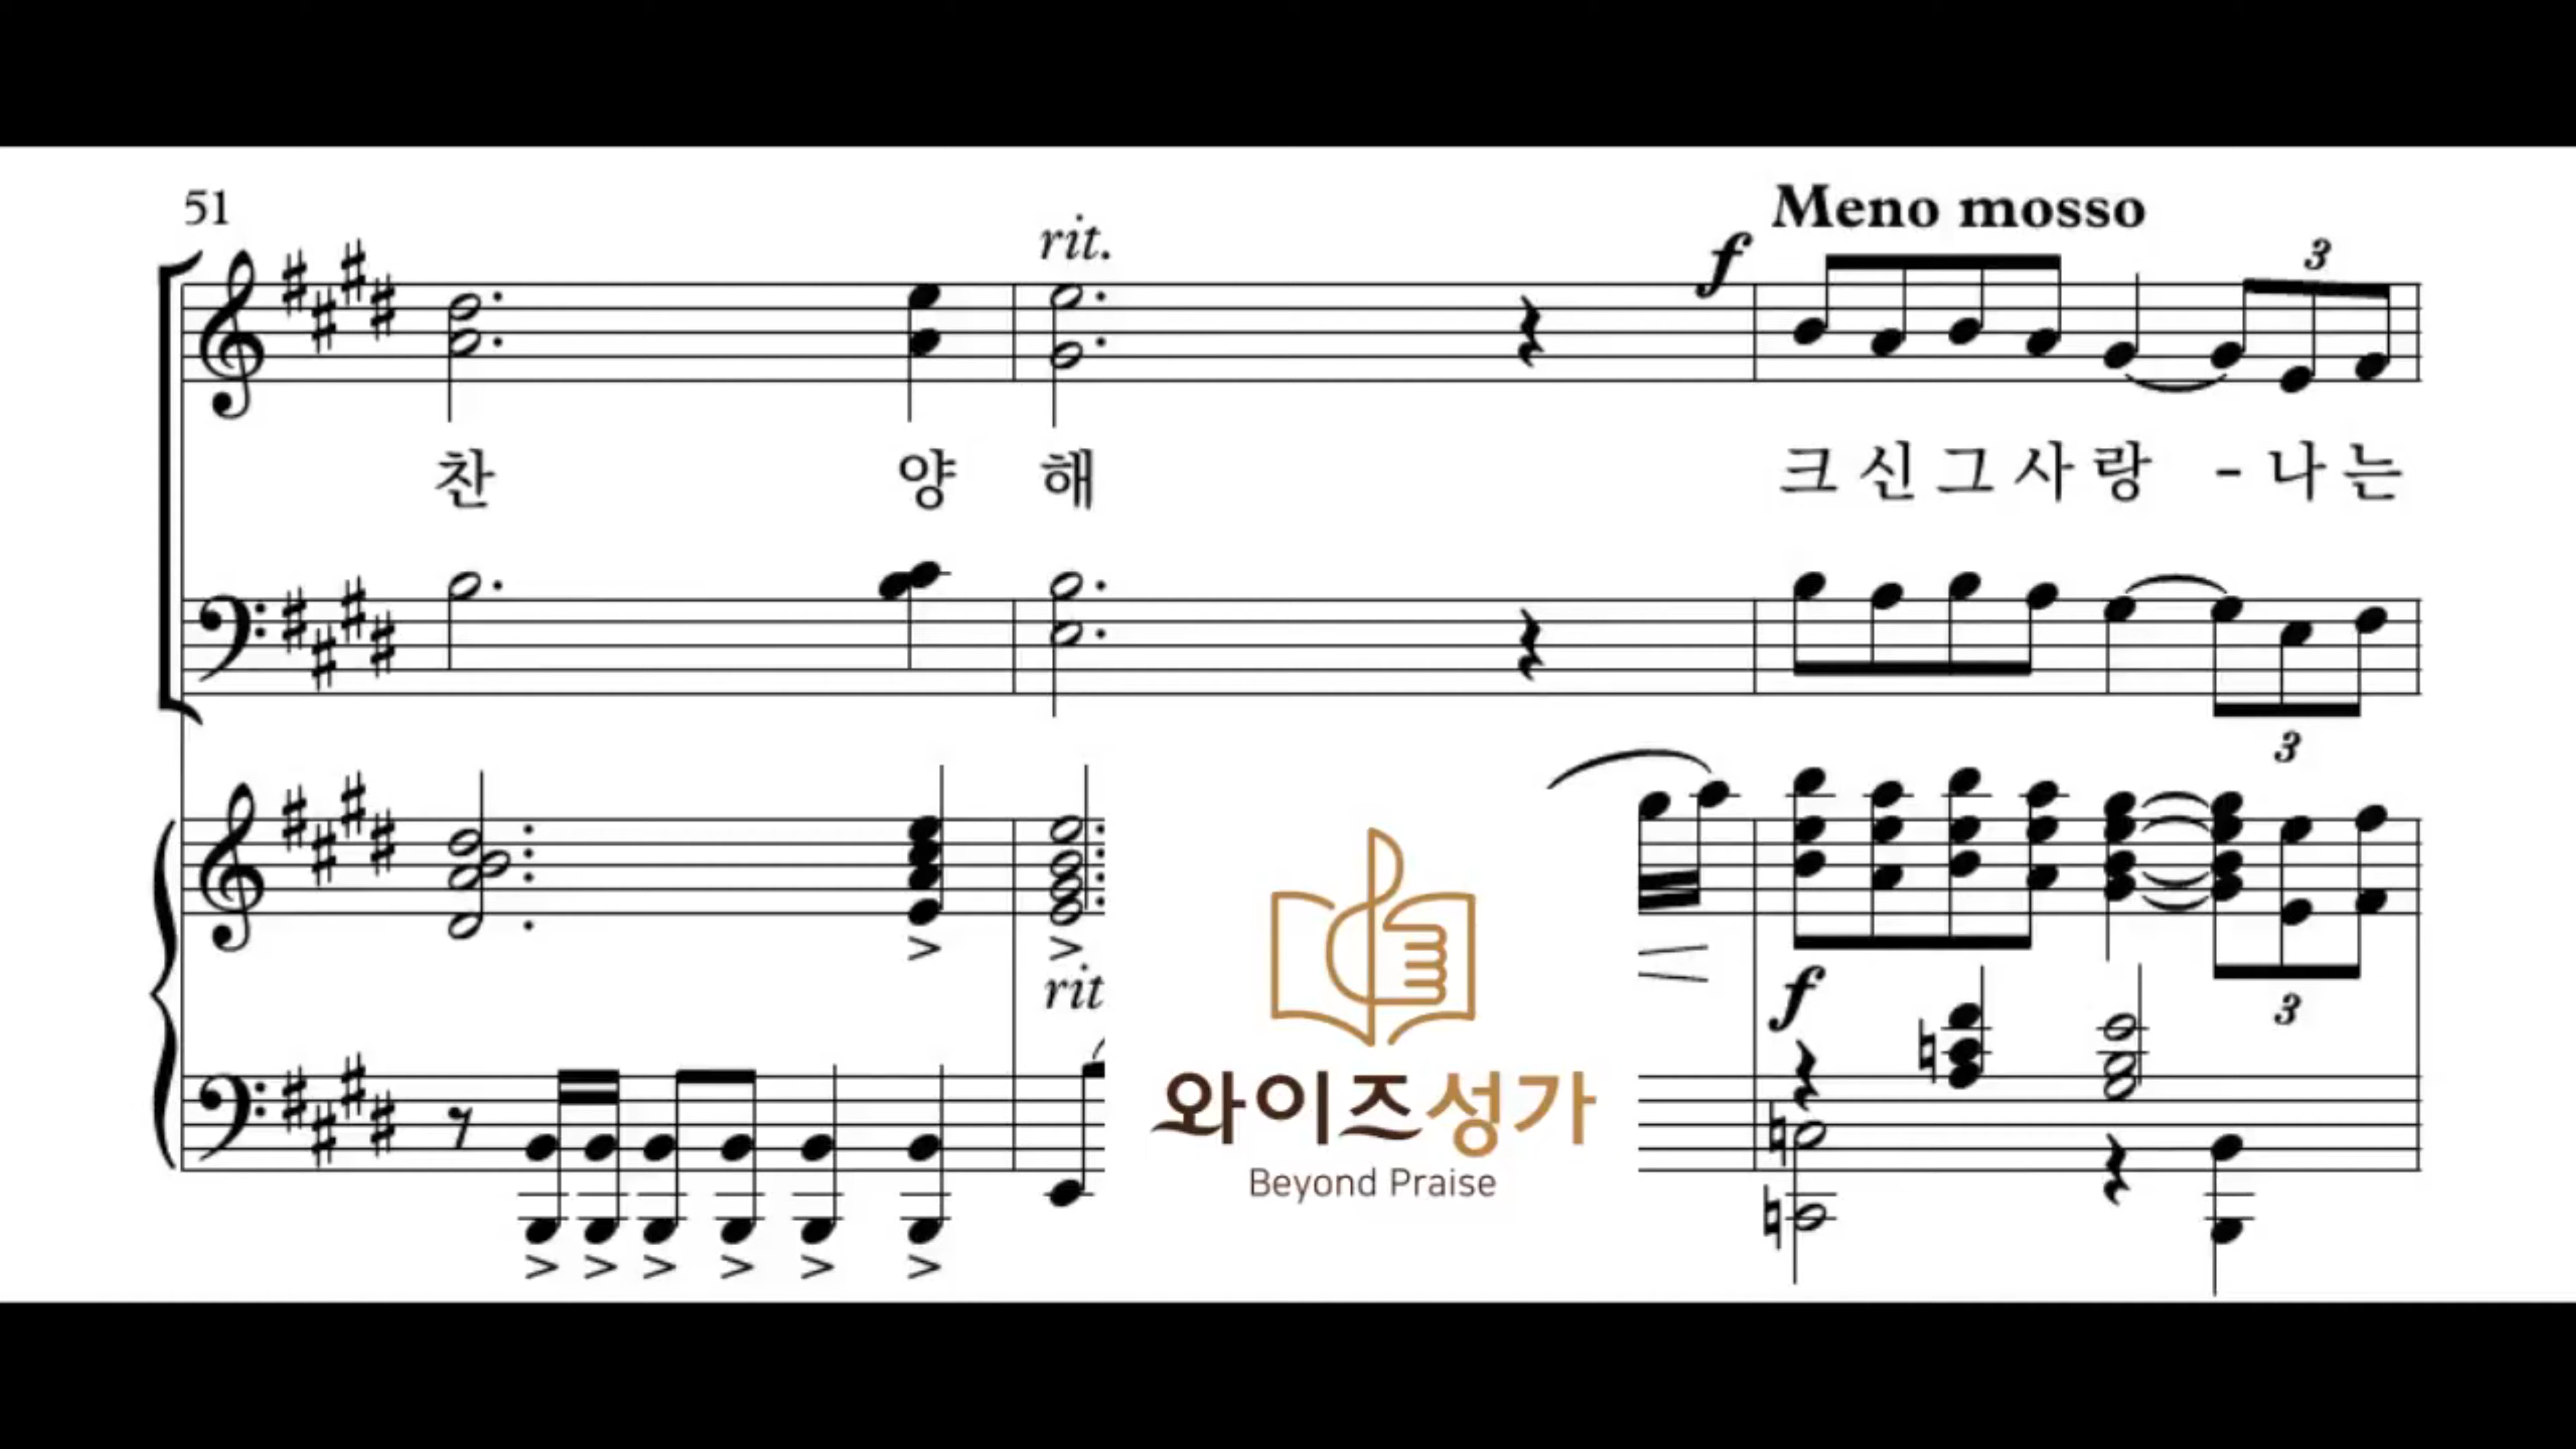 51
rit.
f
Meno mosso
3
찬 양 해 크 신 그 사 랑 - 나 는
3
rit
f
3
와이즈성가
Beyond Praise